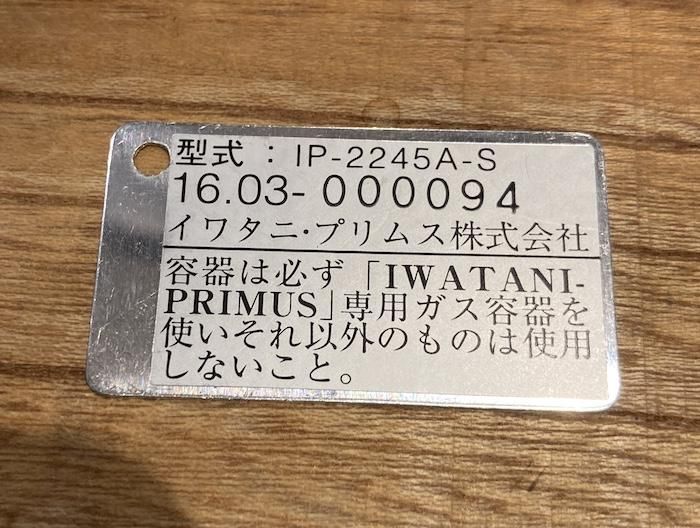 型式 : IP-2245A-S
16.03-000094
イワタニ・プリムス株式会社
容器は必ず「IWATANI-
PRIMUS」専用ガス容器を
使いそれ以外のものは使用
しないこと。